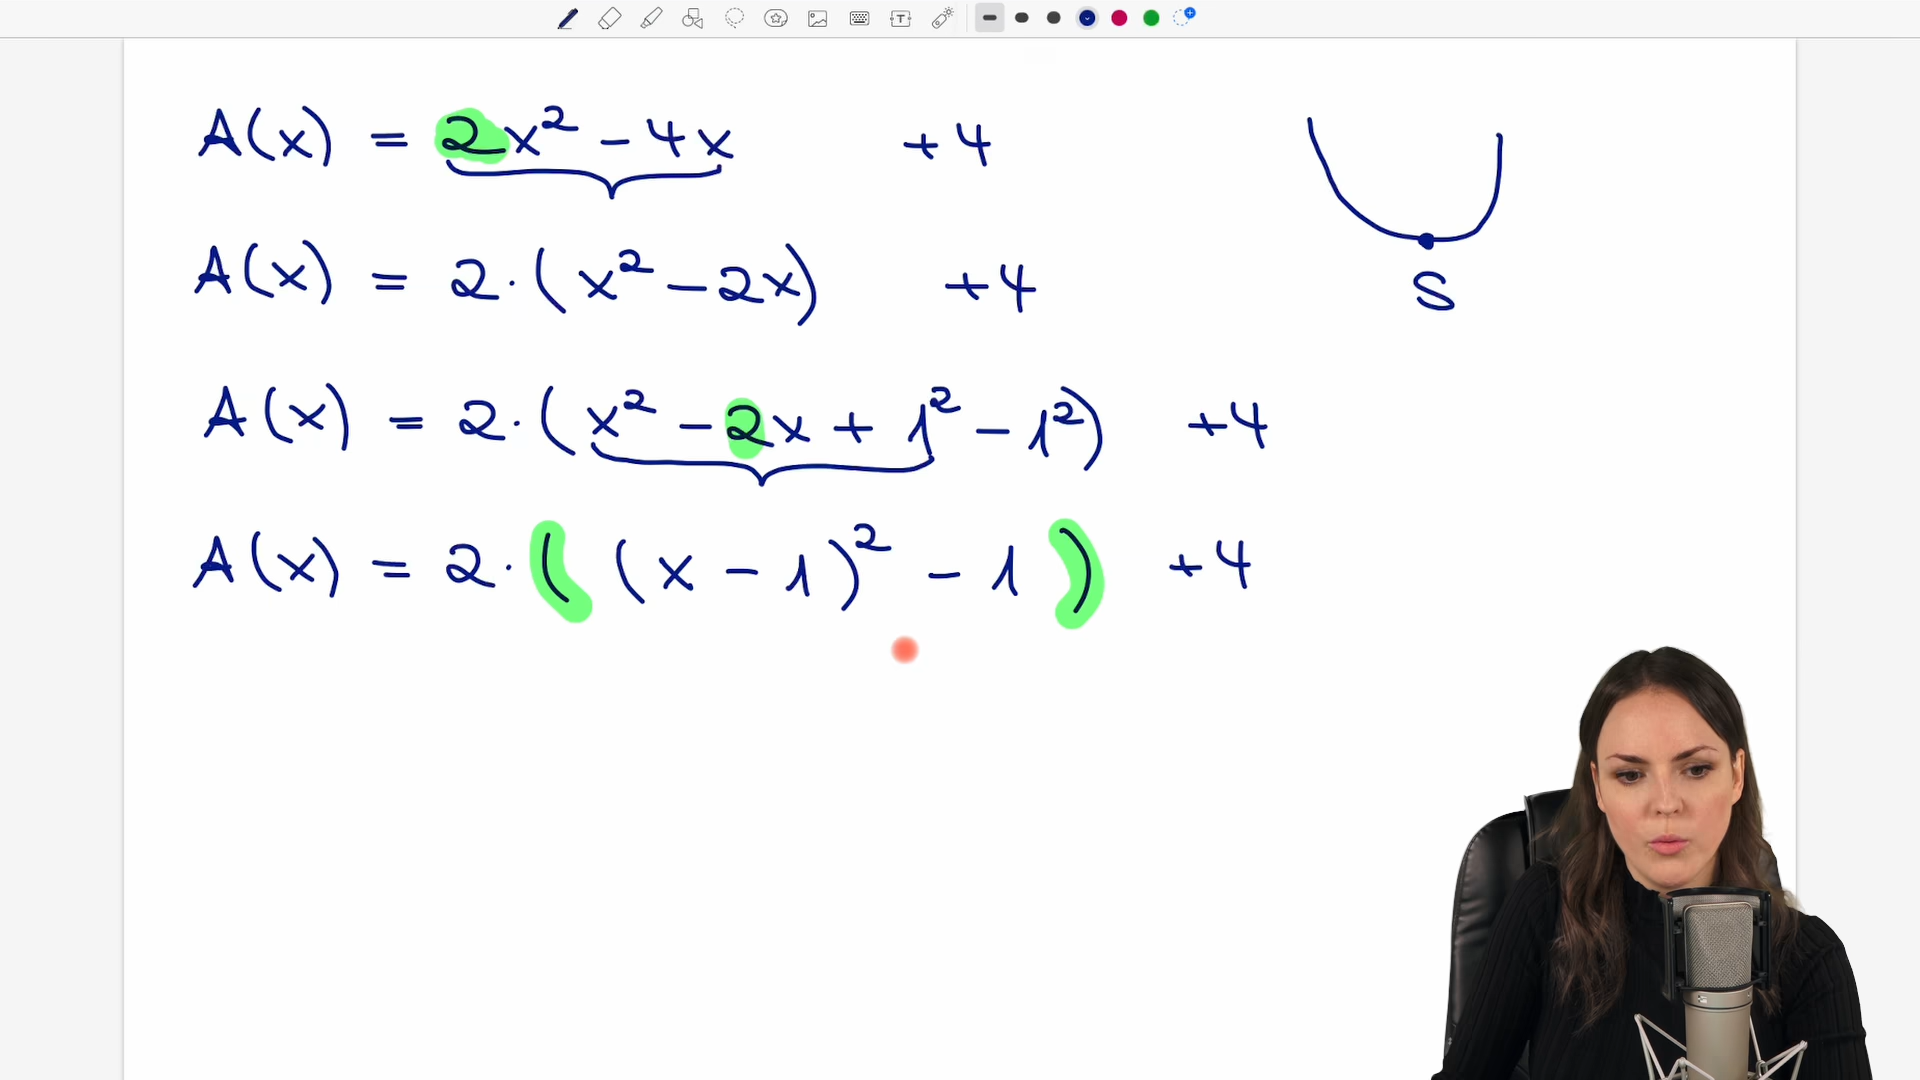 A(x) = 2x² - 4x +4
A(x) = 2·(x² - 2x) +4
S
A(x) = 2·(x² - 2x + 1² - 1²) +4
A(x) = 2·((x - 1)² - 1) +4